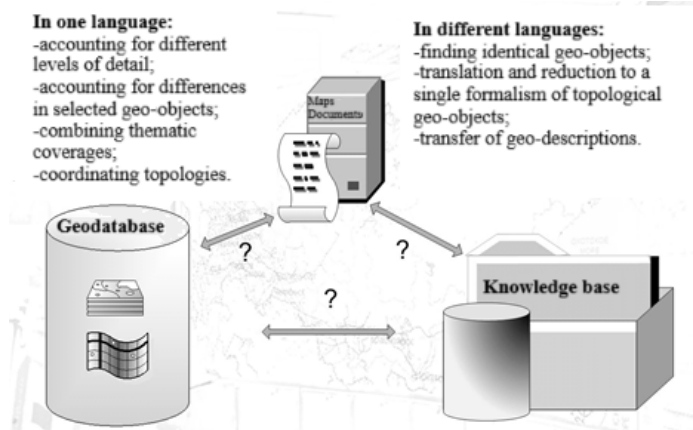 In one language:
-accounting for different
levels of detail;
-accounting for differences
in selected geo-objects;
-combining thematic
coverages;
-coordinating topologies.
In different languages:
-finding identical geo-objects;
-translation and reduction to a
single formalism of topological
geo-objects;
-transfer of geo-descriptions.
Maps
Documents
Geodatabase
?
?
?
Knowledge base